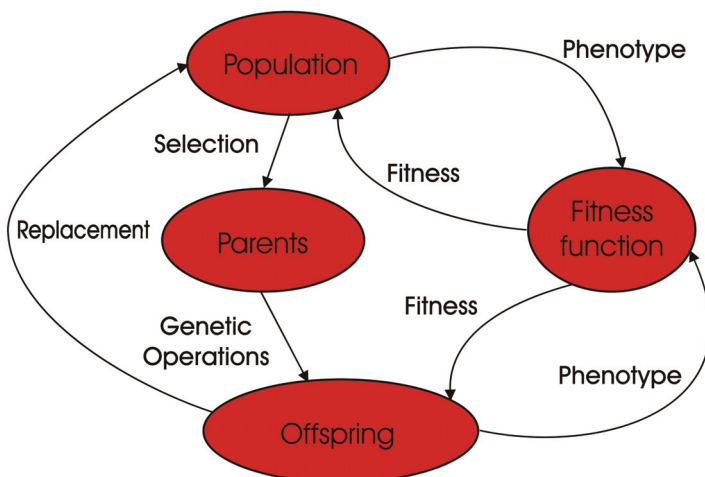 Population
Phenotype
Selection
Fitness
Replacement
Parents
Fitness
function
Genetic
Operations
Fitness
Phenotype
Offspring